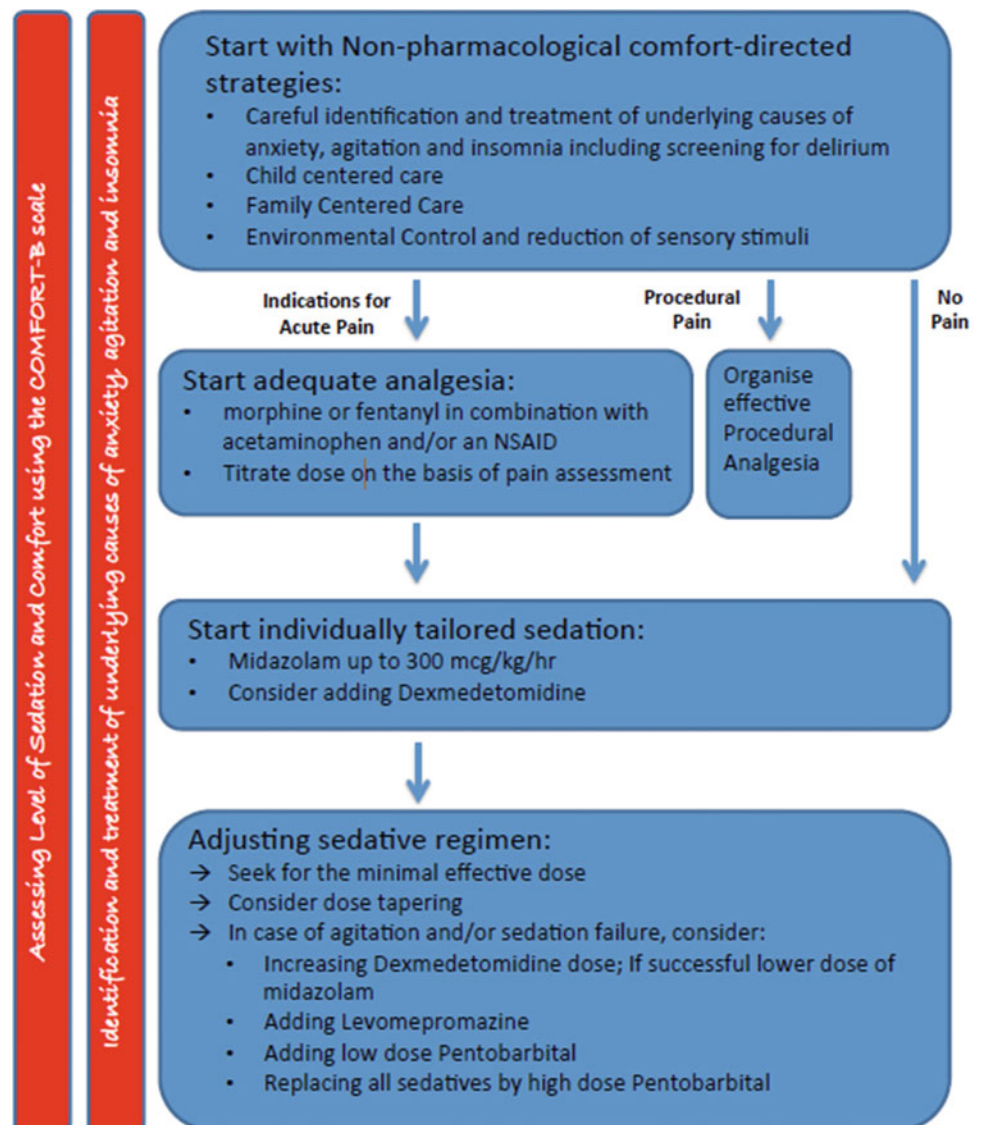 Assessing Level of Sedation and Comfort using the COMFORT-B scale
Identification and treatment of underlying causes of anxiety, agitation and insomnia
Start with Non-pharmacological comfort-directed
strategies:
• Careful identification and treatment of underlying causes of
anxiety, agitation and insomnia including screening for delirium
• Child centered care
• Family Centered Care
• Environmental Control and reduction of sensory stimuli
Indications for
Acute Pain
Procedural
Pain
No
Pain
Start adequate analgesia:
• morphine or fentanyl in combination with
acetaminophen and/or an NSAID
• Titrate dose on the basis of pain assessment
Organise
effective
Procedural
Analgesia
Start individually tailored sedation:
• Midazolam up to 300 mcg/kg/hr
• Consider adding Dexmedetomidine
Adjusting sedative regimen:
→ Seek for the minimal effective dose
→ Consider dose tapering
→ In case of agitation and/or sedation failure, consider:
• Increasing Dexmedetomidine dose; If successful lower dose of
midazolam
• Adding Levomepromazine
• Adding low dose Pentobarbital
• Replacing all sedatives by high dose Pentobarbital